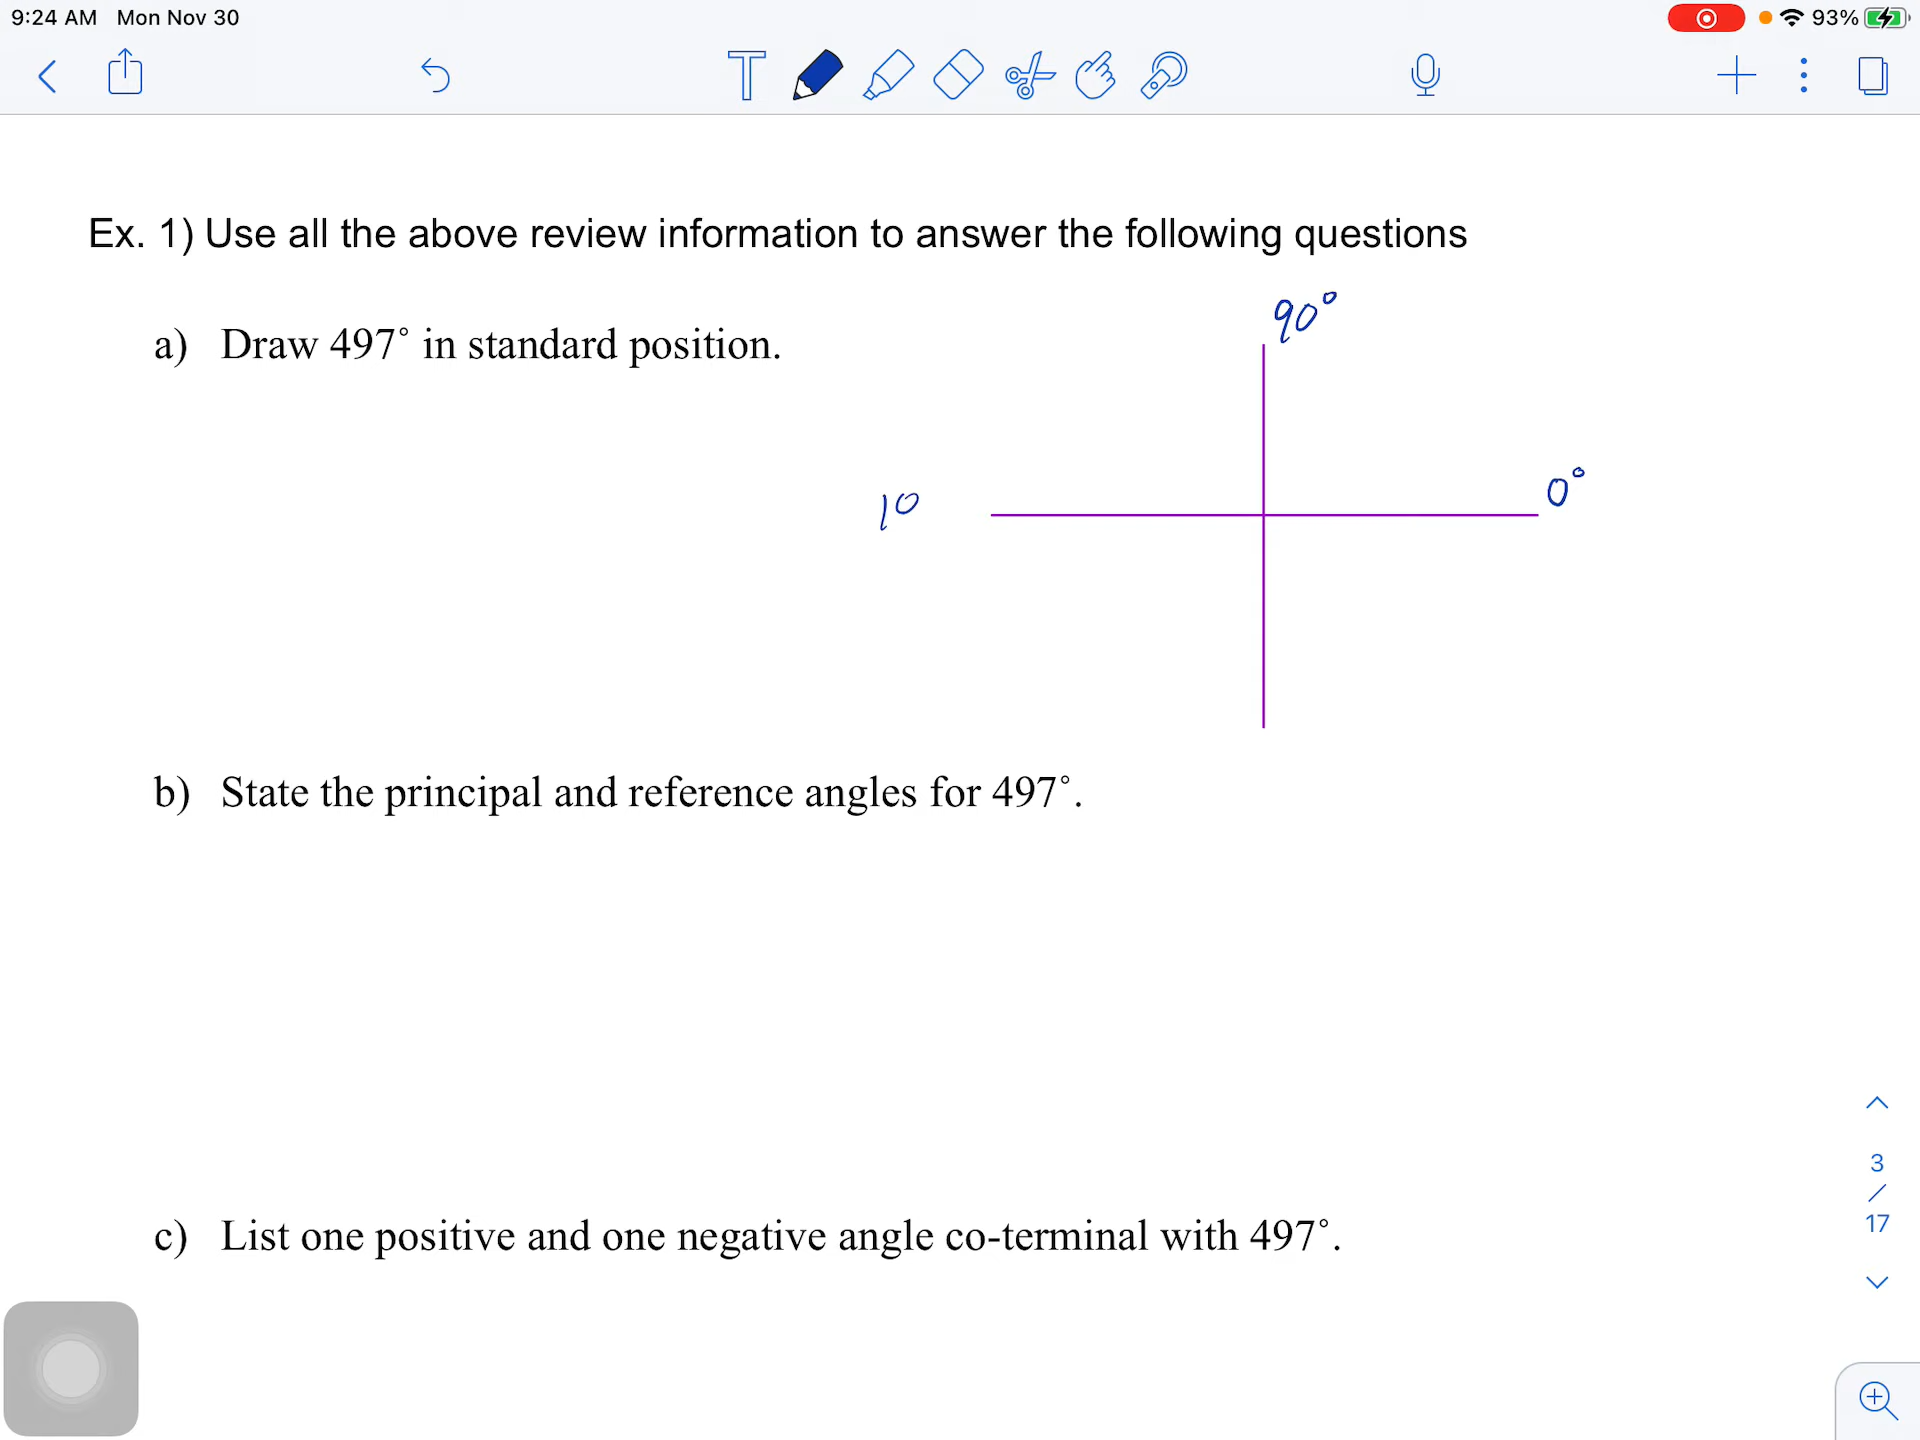 9:24 AM Mon Nov 30
93%
T
Ex. 1) Use all the above review information to answer the following questions
90°
a) Draw 497° in standard position.
0°
10
b) State the principal and reference angles for 497°.
3
/
17
c) List one positive and one negative angle co-terminal with 497°.